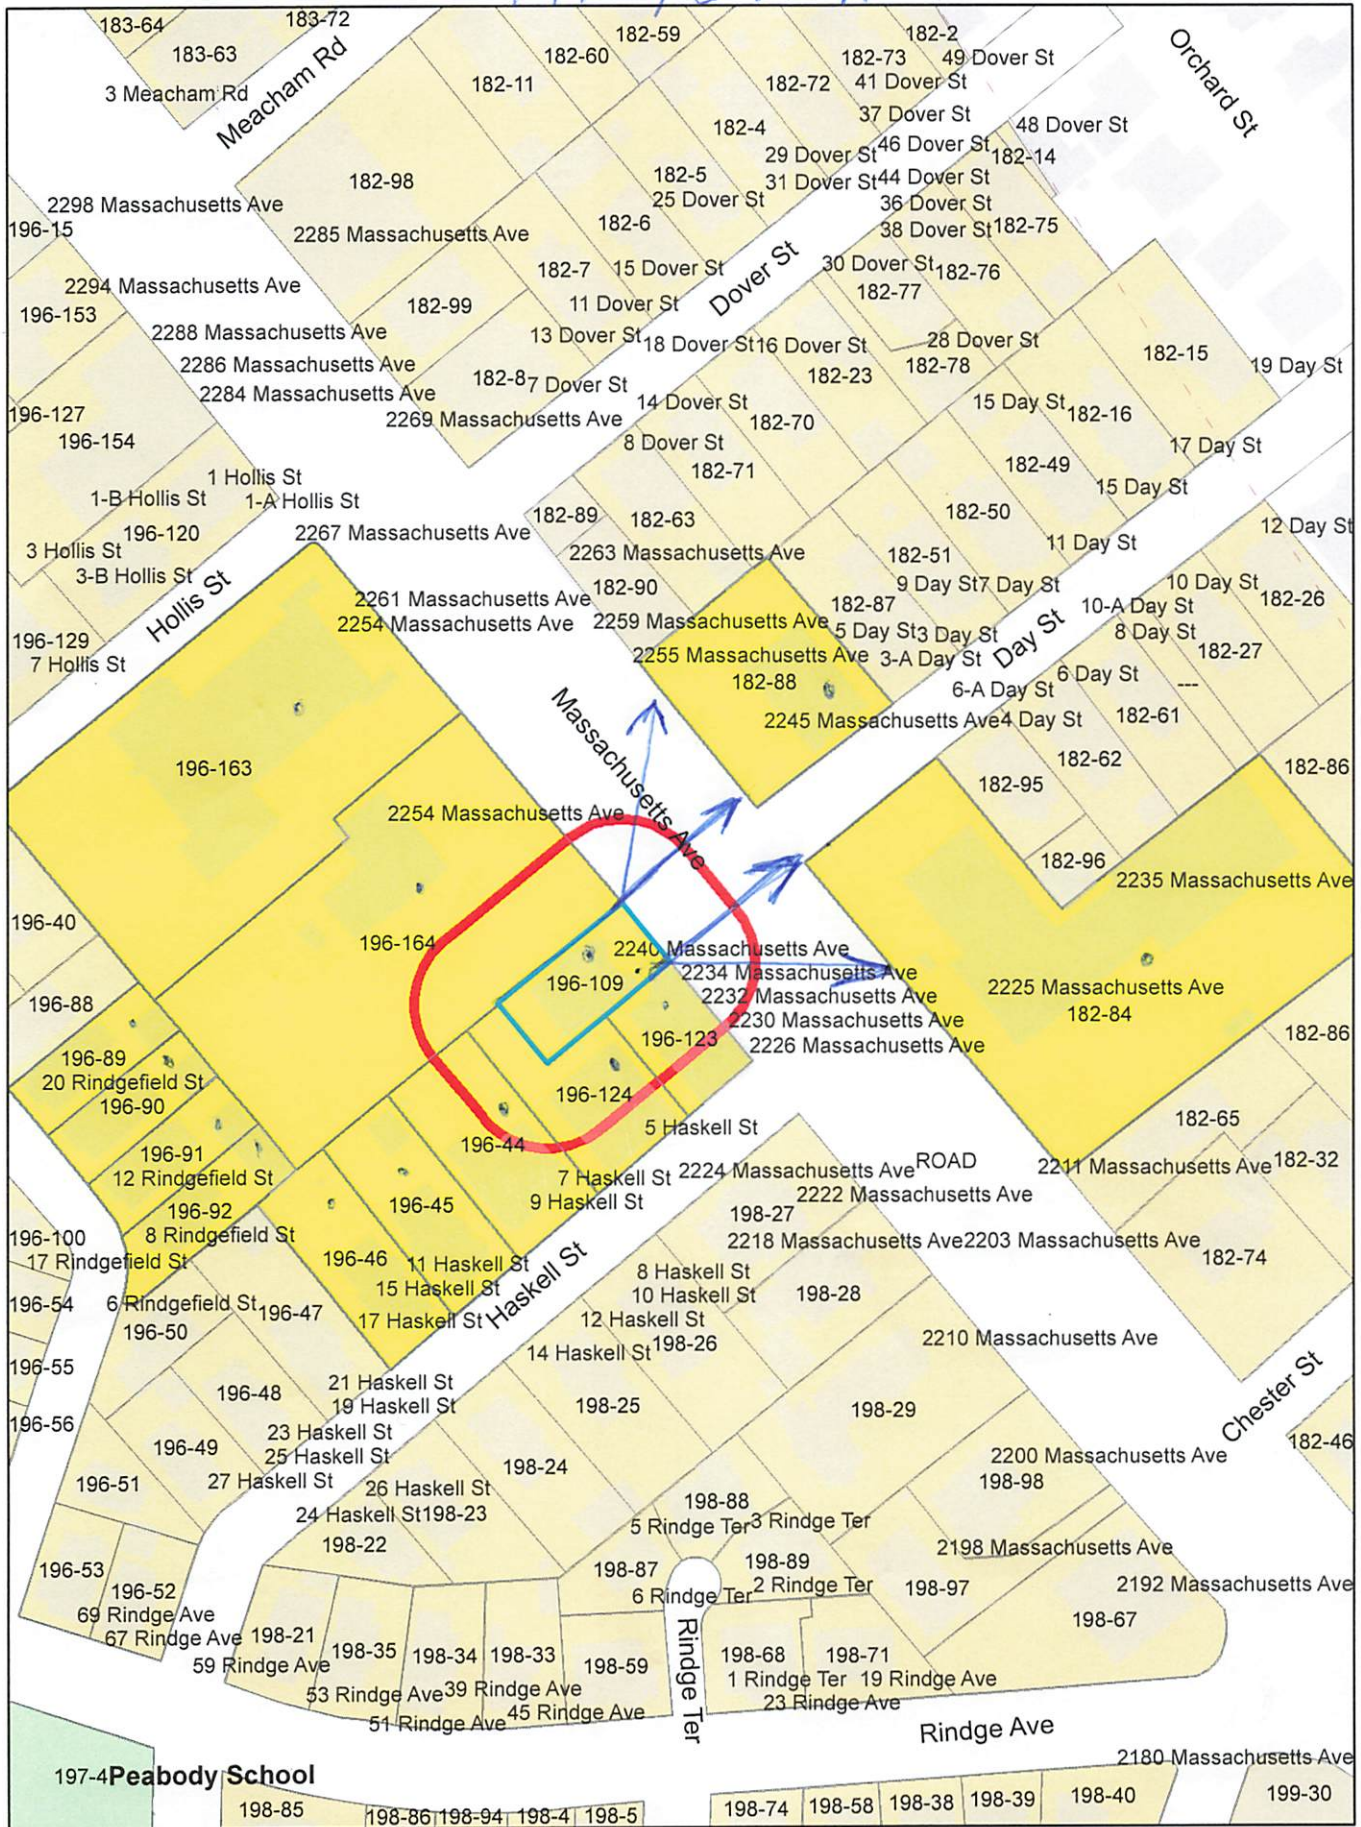 183-64
183-72
183-63
3 Meacham Rd
Meacham Rd
182-59
182-60
182-11
182-2
182-73
49 Dover St
182-72
41 Dover St
37 Dover St
Orchard St
182-4
48 Dover St
46 Dover St
182-14
29 Dover St
182-98
182-5
31 Dover St
44 Dover St
25 Dover St
36 Dover St
2298 Massachusetts Ave
196-15
2285 Massachusetts Ave
182-6
38 Dover St
182-75
182-7
15 Dover St
Dover St
30 Dover St
182-76
2294 Massachusetts Ave
196-153
182-99
11 Dover St
182-77
2288 Massachusetts Ave
13 Dover St
18 Dover St
16 Dover St
28 Dover St
182-15
19 Day St
2286 Massachusetts Ave
182-8
7 Dover St
182-23
182-78
2284 Massachusetts Ave
14 Dover St
15 Day St
182-16
196-127
2269 Massachusetts Ave
182-70
196-154
8 Dover St
17 Day St
182-71
182-49
1 Hollis St
15 Day St
1-B Hollis St
1-A Hollis St
182-89
182-63
182-50
12 Day St
196-120
2267 Massachusetts Ave
3 Hollis St
2263 Massachusetts Ave
182-51
11 Day St
3-B Hollis St
182-90
9 Day St
7 Day St
10 Day St
182-26
Hollis St
2261 Massachusetts Ave
182-87
10-A Day St
2254 Massachusetts Ave
2259 Massachusetts Ave
5 Day St
3 Day St
Day St
8 Day St
196-129
7 Hollis St
2255 Massachusetts Ave
3-A Day St
182-27
182-88
6-A Day St
6 Day St
---
Massachusetts Ave
2245 Massachusetts Ave
4 Day St
182-61
196-163
182-62
182-86
182-95
2254 Massachusetts Ave
182-96
2235 Massachusetts Ave
196-40
196-164
2240 Massachusetts Ave
2234 Massachusetts Ave
196-109
2232 Massachusetts Ave
2225 Massachusetts Ave
196-88
2230 Massachusetts Ave
182-84
196-123
2226 Massachusetts Ave
182-86
196-89
20 Rindgefield St
196-90
196-124
182-65
5 Haskell St
196-44
196-91
12 Rindgefield St
7 Haskell St
2224 Massachusetts Ave
ROAD
2211 Massachusetts Ave
182-32
9 Haskell St
2222 Massachusetts Ave
196-92
196-45
198-27
196-100
8 Rindgefield St
2218 Massachusetts Ave
2203 Massachusetts Ave
17 Rindgefield St
196-46
11 Haskell St
182-74
15 Haskell St
Haskell St
8 Haskell St
198-28
10 Haskell St
196-54
6 Rindgefield St
196-47
17 Haskell St
12 Haskell St
196-50
14 Haskell St
198-26
2210 Massachusetts Ave
196-55
21 Haskell St
196-48
19 Haskell St
198-25
198-29
Chester St
196-56
23 Haskell St
196-49
25 Haskell St
2200 Massachusetts Ave
182-46
196-51
27 Haskell St
198-24
198-98
26 Haskell St
24 Haskell St
198-23
198-88
5 Rindge Ter
3 Rindge Ter
198-22
2198 Massachusetts Ave
196-53
198-87
198-89
2192 Massachusetts Ave
196-52
6 Rindge Ter
2 Rindge Ter
198-97
69 Rindge Ave
198-67
67 Rindge Ave
198-21
198-35
198-34
198-33
198-59
Rindge Ter
198-68
198-71
59 Rindge Ave
1 Rindge Ter
19 Rindge Ave
53 Rindge Ave
39 Rindge Ave
23 Rindge Ave
51 Rindge Ave
45 Rindge Ave
Rindge Ave
2180 Massachusetts Ave
197-4
Peabody School
198-85
198-86
198-94
198-4
198-5
198-74
198-58
198-38
198-39
198-40
199-30